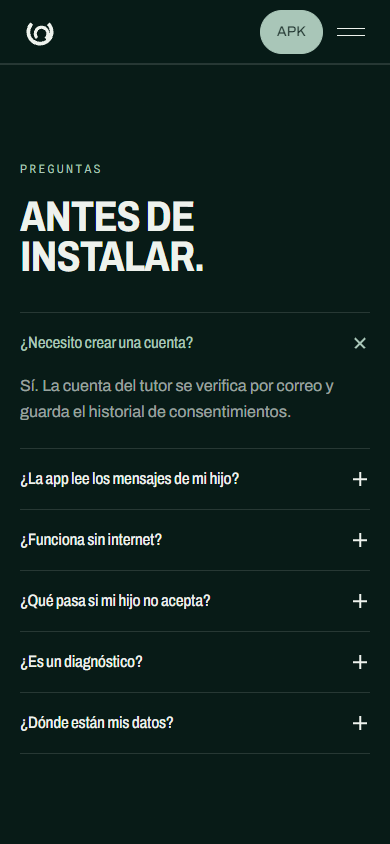 APK
PREGUNTAS
ANTES DE
INSTALAR.
¿Necesito crear una cuenta?
Sí. La cuenta del tutor se verifica por correo y
guarda el historial de consentimientos.
¿La app lee los mensajes de mi hijo?
¿Funciona sin internet?
¿Qué pasa si mi hijo no acepta?
¿Es un diagnóstico?
¿Dónde están mis datos?